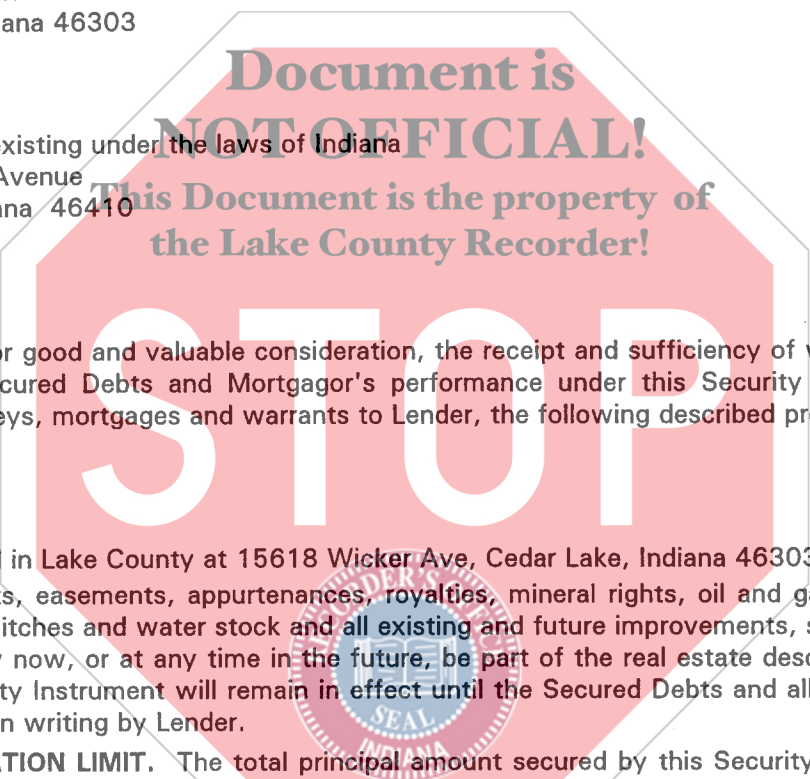 ana 46303
Document is
NOT OFFICIAL!
xisting under the laws of Indiana
Avenue
This Document is the property of
na 46410
the Lake County Recorder!
STOP
or good and valuable consideration, the receipt and sufficiency of
cured Debts and Mortgagor's performance under this Security
eys, mortgages and warrants to Lender, the following described pr
in Lake County at 15618 Wicker Ave, Cedar Lake, Indiana 46303
s, easements, appurtenances, royalties, mineral rights, oil and g
itches and water stock and all existing and future improvements, s
now, or at any time in the future, be part of the real estate desc
ty Instrument will remain in effect until the Secured Debts and all
n writing by Lender.
ATION LIMIT. The total principal amount secured by this Security
RECORDER'S OFFICE
SEAL
INDIANA